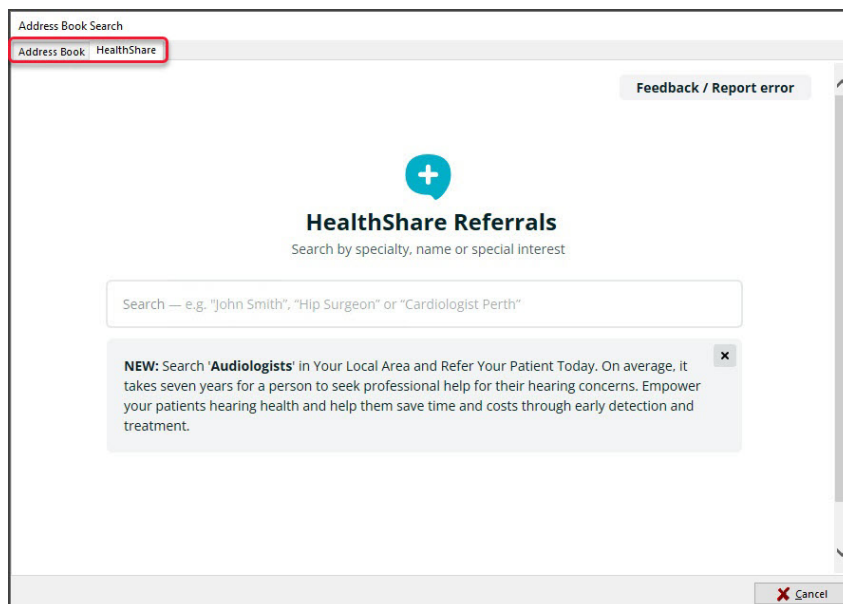 Address Book Search
Address Book HealthShare
Feedback / Report error
HealthShare Referrals
Search by specialty, name or special interest
Search — e.g. "John Smith", “Hip Surgeon” or “Cardiologist Perth”
NEW: Search 'Audiologists' in Your Local Area and Refer Your Patient Today. On average, it
takes seven years for a person to seek professional help for their hearing concerns. Empower
your patients hearing health and help them save time and costs through early detection and
treatment.
Cancel